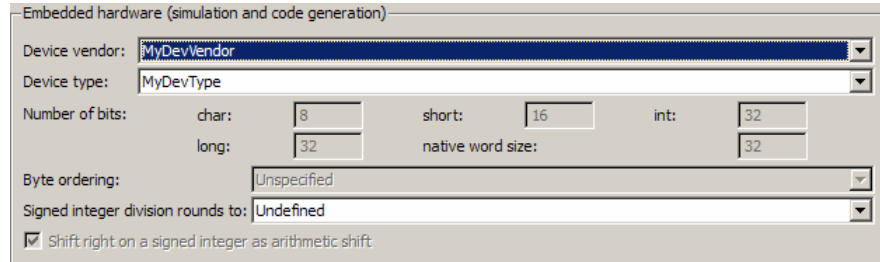 Embedded hardware (simulation and code generation)
Device vendor: MyDevVendor
Device type: MyDevType
Number of bits: char: 8 short: 16 int: 32
long: 32 native word size: 32
Byte ordering: Unspecified
Signed integer division rounds to: Undefined
Shift right on a signed integer as arithmetic shift